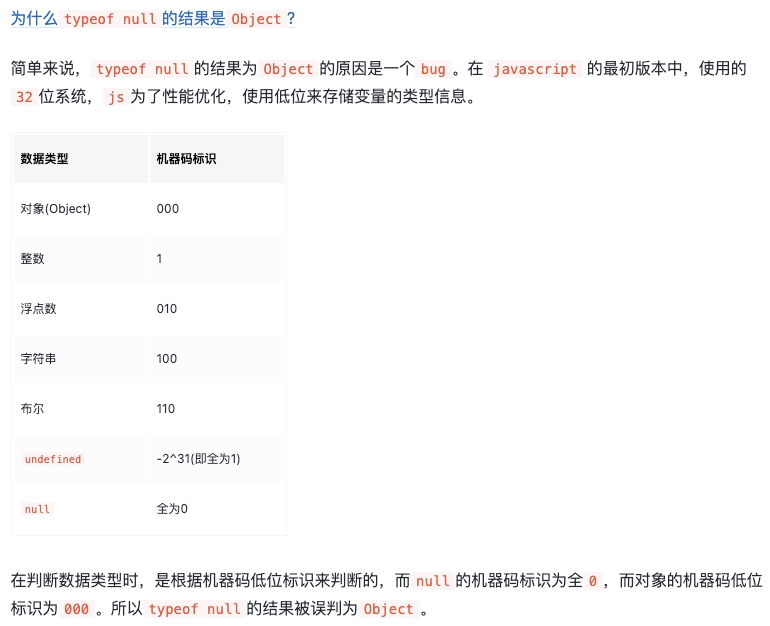 为什么 typeof null 的结果是 Object ?
简单来说， typeof null 的结果为 Object 的原因是一个 bug 。在 javascript 的最初版本中，使用的
32 位系统， js 为了性能优化，使用低位来存储变量的类型信息。
数据类型 机器码标识
对象(Object) 000
整数 1
浮点数 010
字符串 100
布尔 110
undefined -2^31(即全为1)
null 全为0
在判断数据类型时，是根据机器码低位标识来判断的，而 null 的机器码标识为全 0 ，而对象的机器码低位
标识为 000 。所以 typeof null 的结果被误判为 Object 。